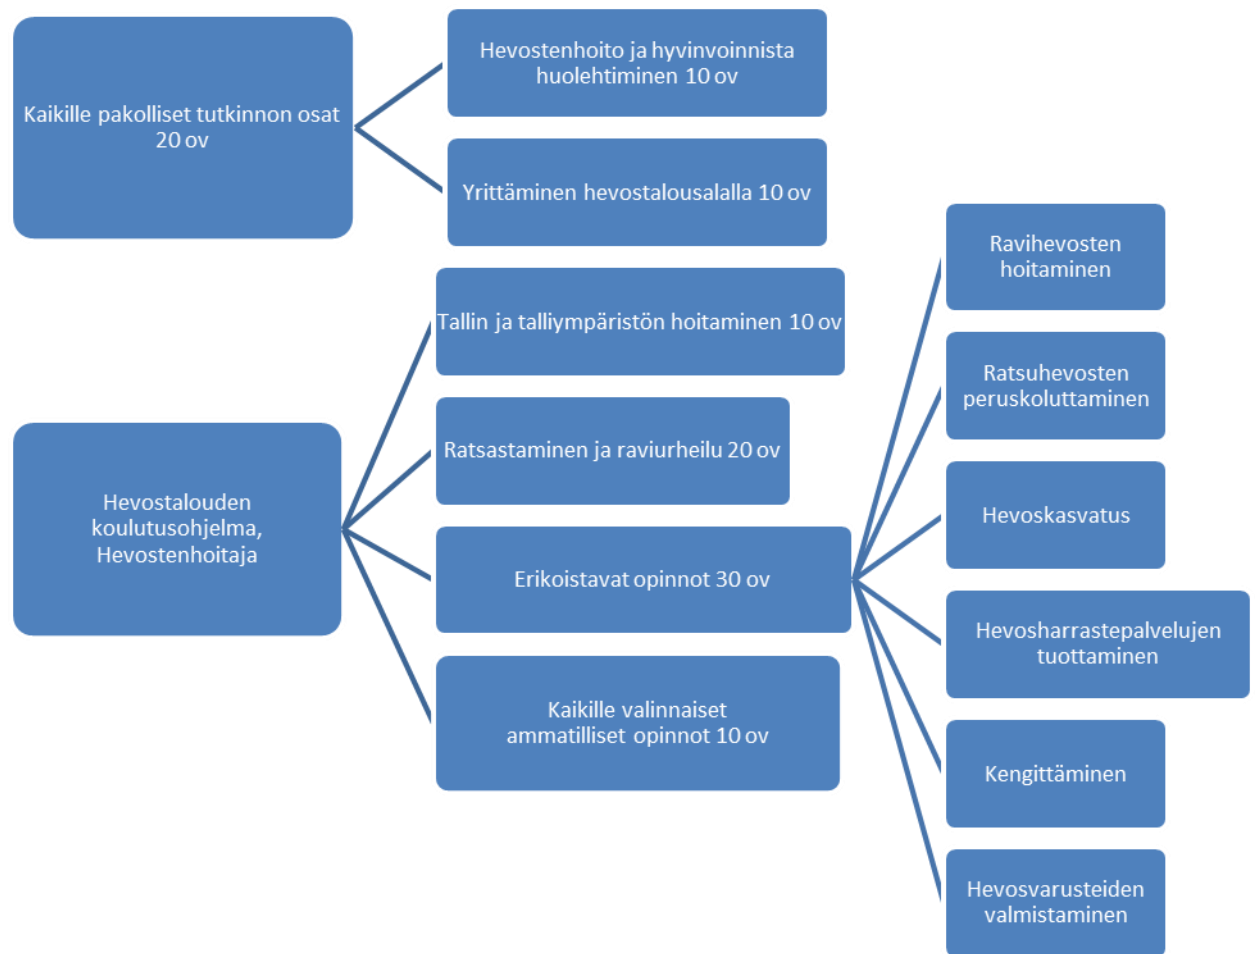 Kaikille pakolliset tutkinnon osat
20 ov
Hevostenhoito ja hyvinvoinnista
huolehtiminen 10 ov
Yrittäminen hevostalousalalla 10 ov
Hevostalouden
koulutusohjelma,
Hevostenhoitaja
Tallin ja talliympäristön hoitaminen 10 ov
Ratsastaminen ja raviurheilu 20 ov
Erikoistavat opinnot 30 ov
Kaikille valinnaiset
ammatilliset opinnot 10 ov
Ravihevosten
hoitaminen
Ratsuhevosten
peruskoluttaminen
Hevoskasvatus
Hevosharrastepalvelujen
tuottaminen
Kengittäminen
Hevosvarusteiden
valmistaminen